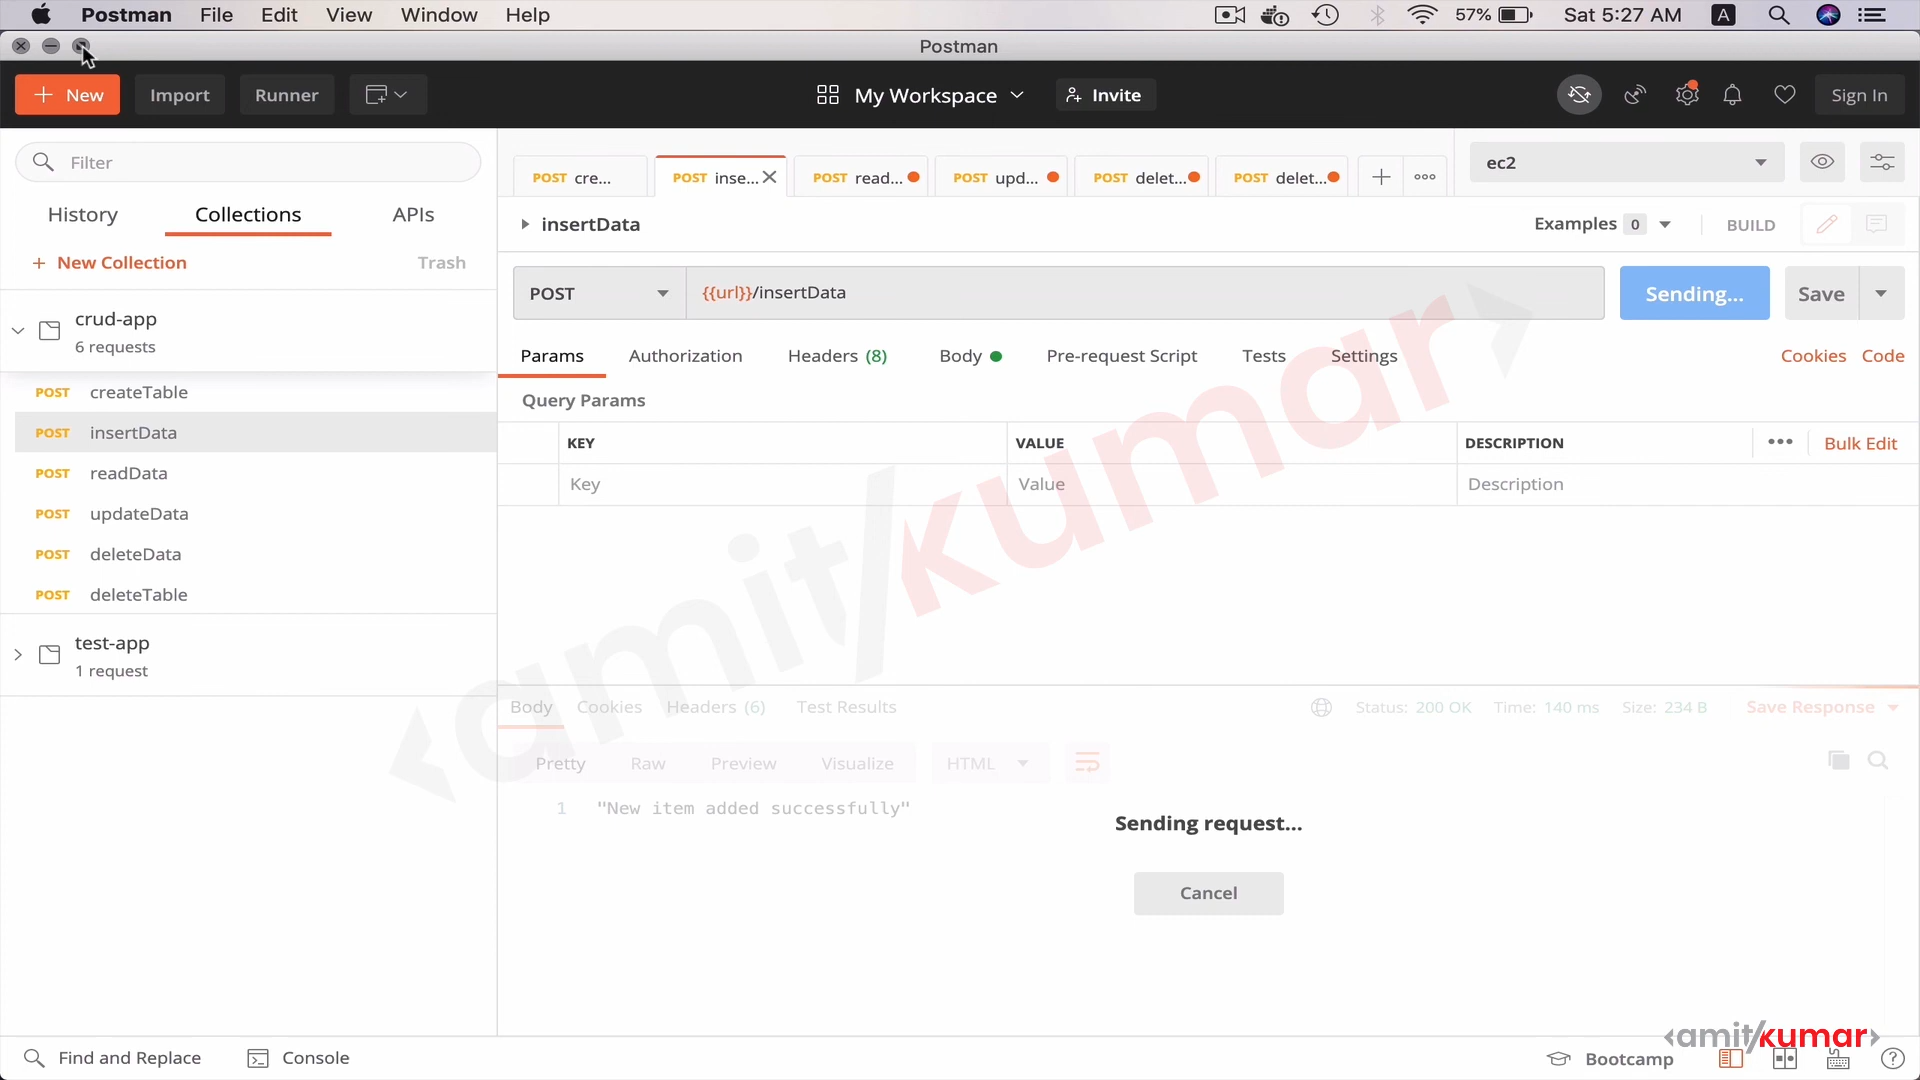 Postman File Edit View Window Help 57% Sat 5:27 AM A
Postman
+ New Import Runner My Workspace Invite Sign In
Filter
History Collections APIs
+ New Collection Trash
crud-app
6 requests
POST createTable
POST insertData
POST readData
POST updateData
POST deleteData
POST deleteTable
test-app
1 request
POST cre... POST inse... POST read... POST upd... POST delet... POST delet... ec2
insertData Examples 0 BUILD
POST {{url}}/insertData Sending... Save
Params Authorization Headers (8) Body Pre-request Script Tests Settings Cookies Code
Query Params
KEY VALUE DESCRIPTION ••• Bulk Edit
Key Value Description
<amit/kumar>
Body Cookies Headers (6) Test Results Status: 200 OK Time: 140 ms Size: 234 B Save Response
Pretty Raw Preview Visualize HTML
1 "New item added successfully"
Sending request...
Cancel
<amit/kumar>
Find and Replace Console Bootcamp